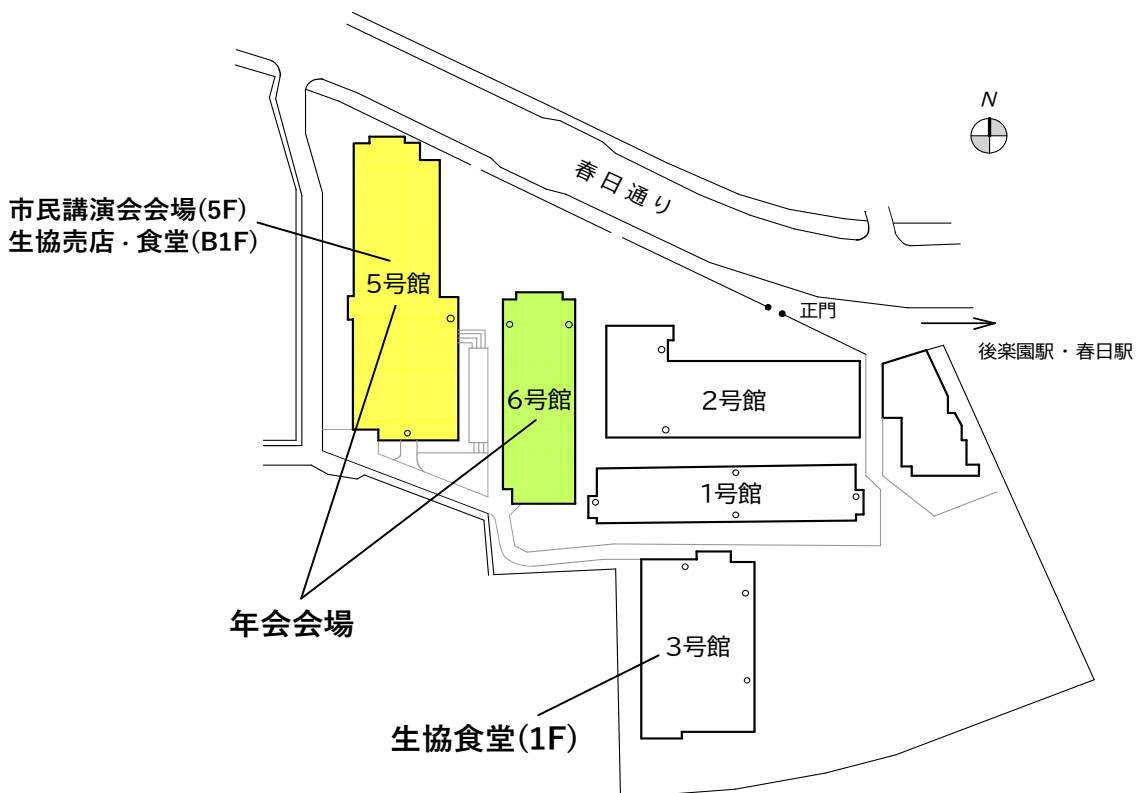 N
春日通り
市民講演会会場(5F)
生協売店・食堂(B1F)
5号館
正門
後楽園駅・春日駅
6号館
2号館
1号館
年会会場
3号館
生協食堂(1F)